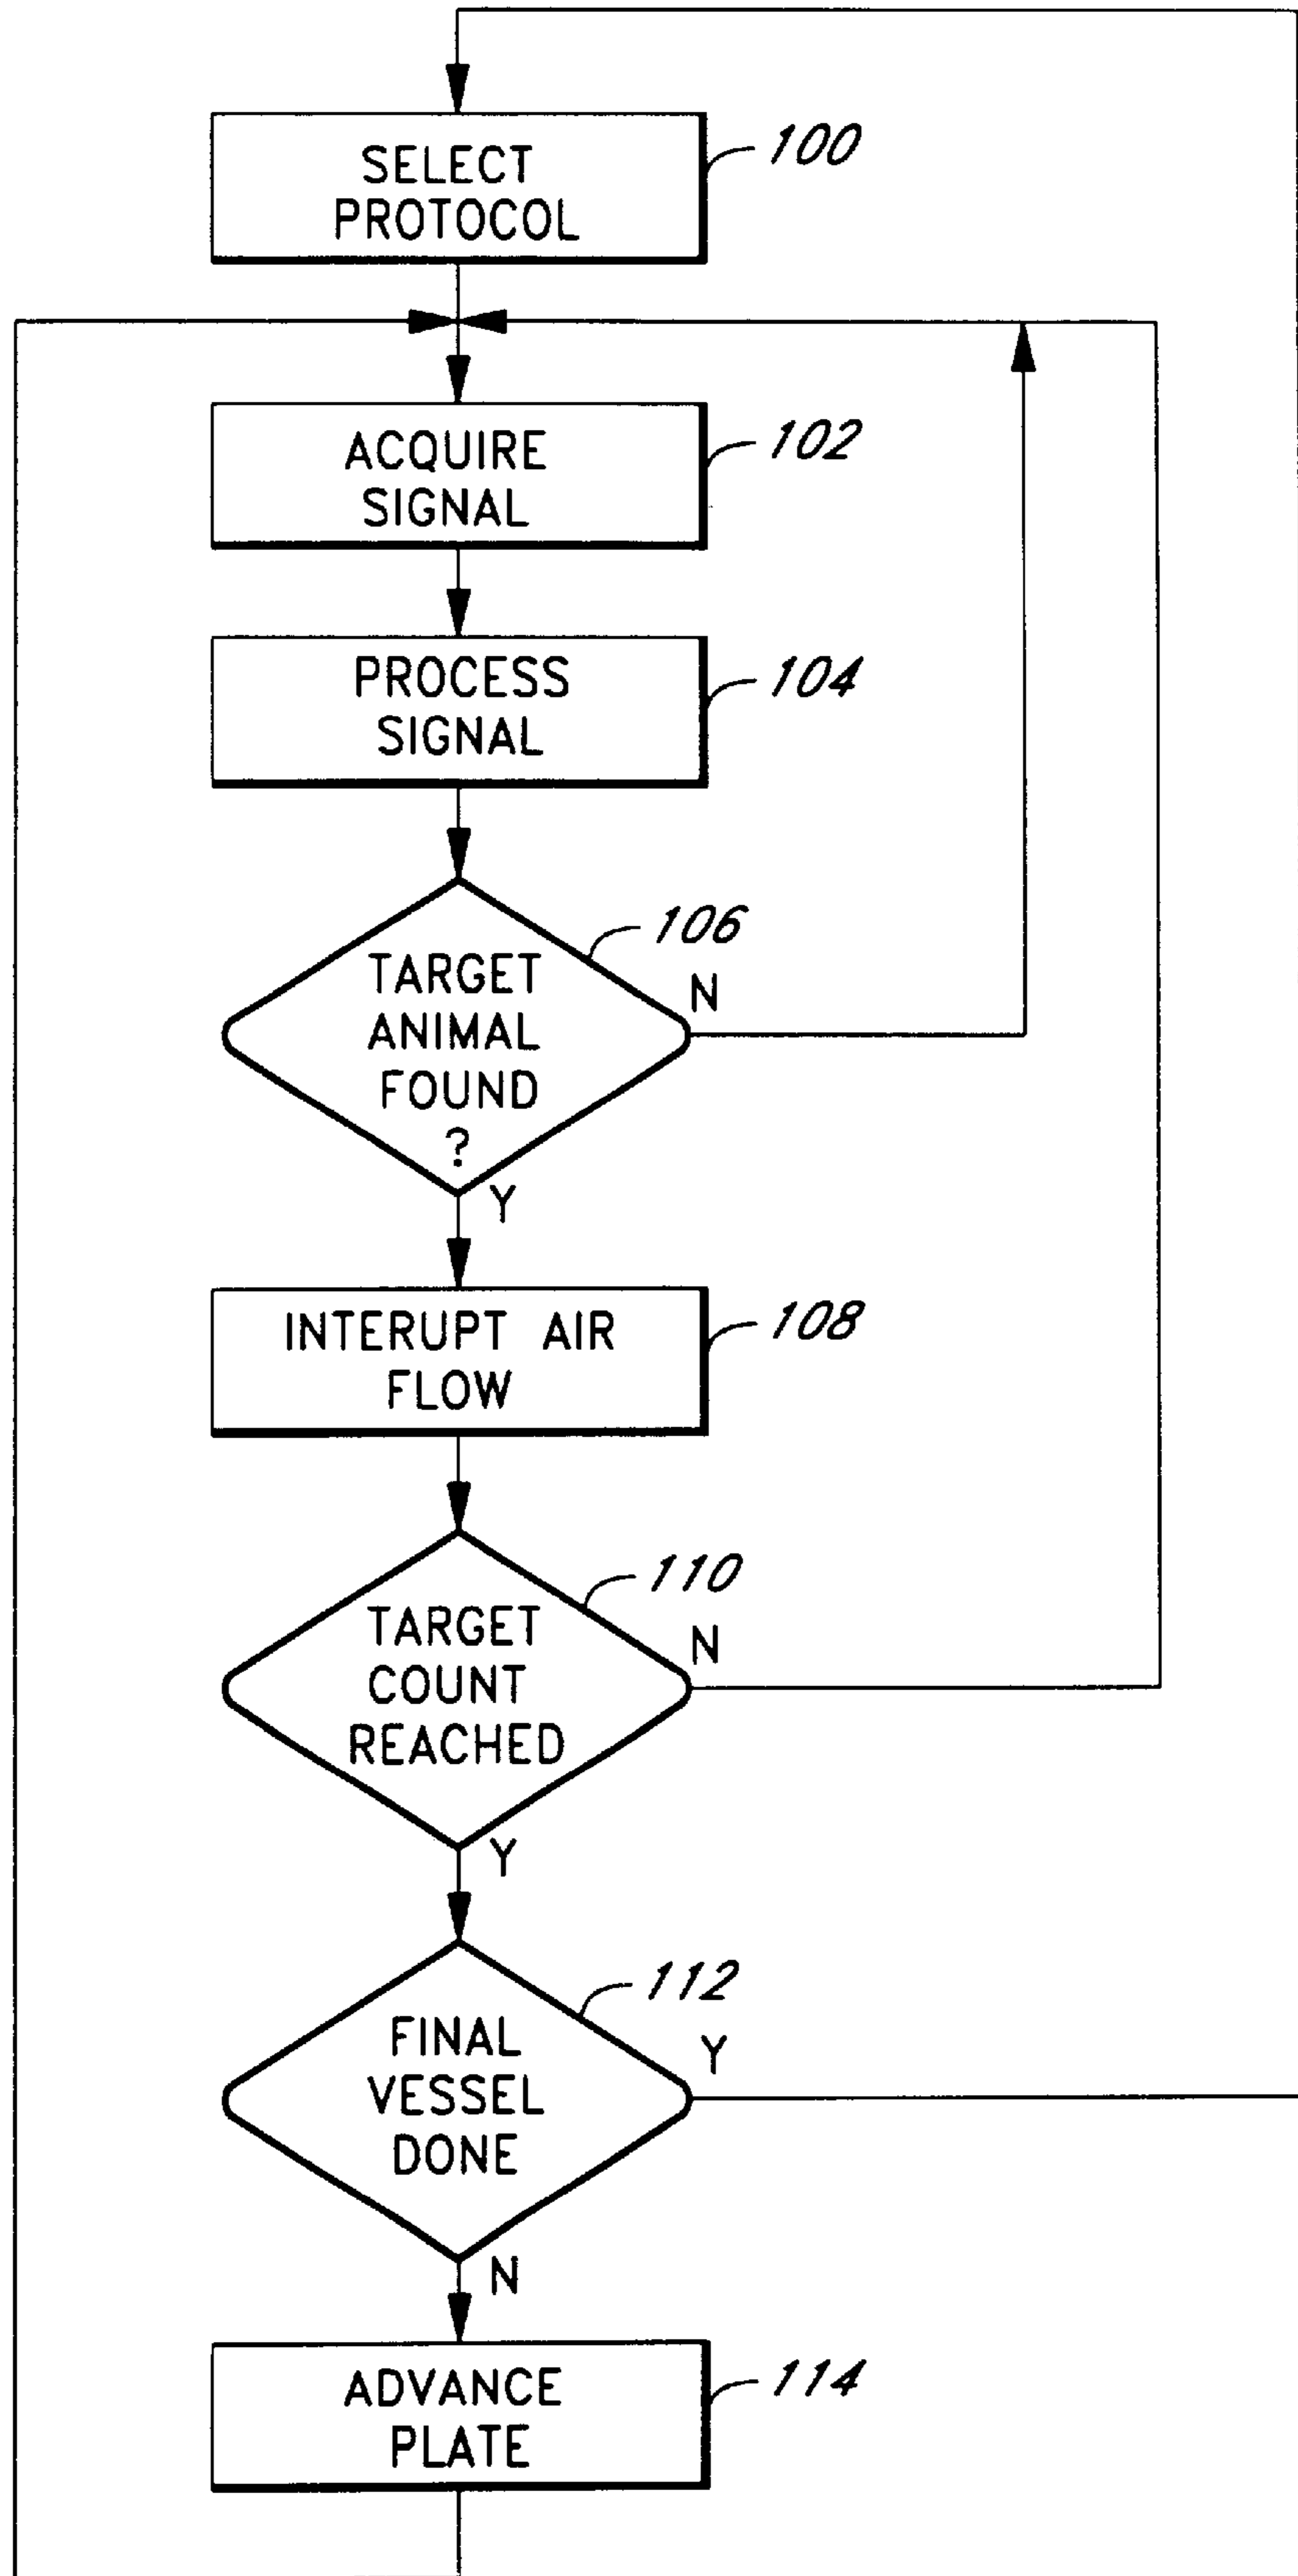 SELECT
PROTOCOL
100
ACQUIRE
SIGNAL
102
PROCESS
SIGNAL
104
106
TARGET
ANIMAL
FOUND
?
N
Y
INTERUPT AIR
FLOW
108
110
TARGET
COUNT
REACHED
N
Y
112
FINAL
VESSEL
DONE
Y
N
ADVANCE
PLATE
114